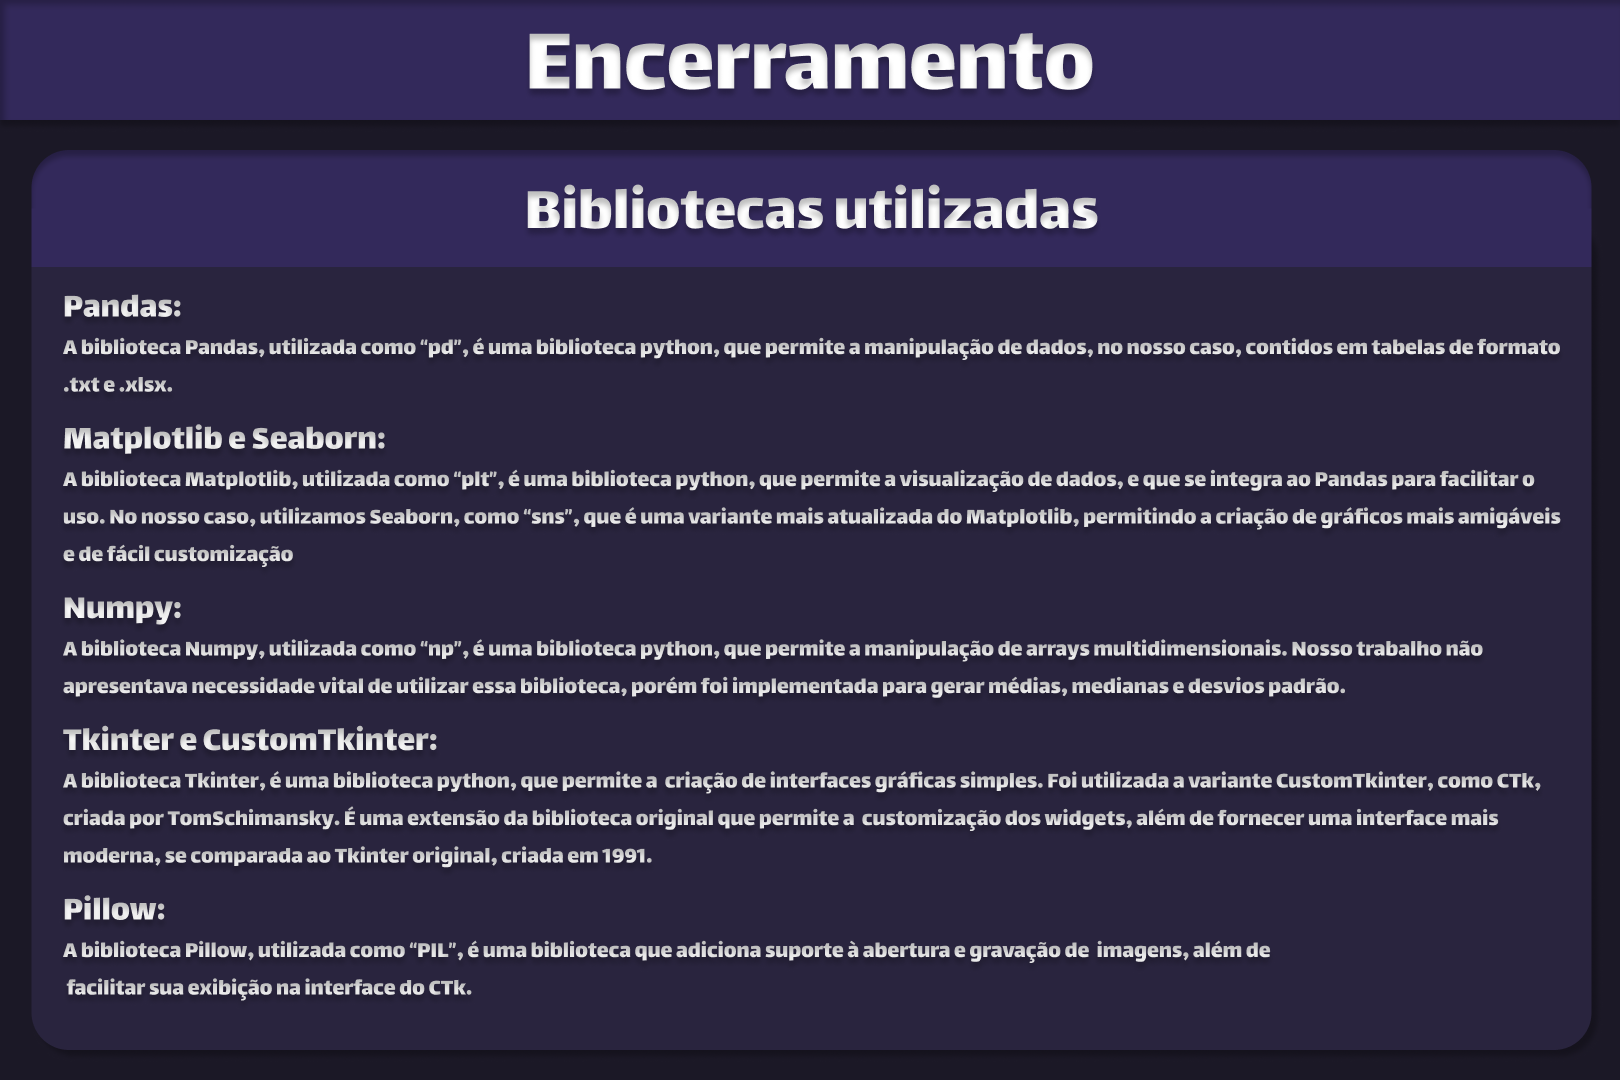 Encerramento
Bibliotecas utilizadas
Pandas:
A biblioteca Pandas, utilizada como “pd”, é uma biblioteca python, que permite a manipulação de dados, no nosso caso, contidos em tabelas de formato
.txt e .xlsx.
Matplotlib e Seaborn:
A biblioteca Matplotlib, utilizada como “plt”, é uma biblioteca python, que permite a visualização de dados, e que se integra ao Pandas para facilitar o
uso. No nosso caso, utilizamos Seaborn, como “sns”, que é uma variante mais atualizada do Matplotlib, permitindo a criação de gráficos mais amigáveis
e de fácil customização
Numpy:
A biblioteca Numpy, utilizada como “np”, é uma biblioteca python, que permite a manipulação de arrays multidimensionais. Nosso trabalho não
apresentava necessidade vital de utilizar essa biblioteca, porém foi implementada para gerar médias, medianas e desvios padrão.
Tkinter e CustomTkinter:
A biblioteca Tkinter, é uma biblioteca python, que permite a criação de interfaces gráficas simples. Foi utilizada a variante CustomTkinter, como CTk,
criada por TomSchimansky. É uma extensão da biblioteca original que permite a customização dos widgets, além de fornecer uma interface mais
moderna, se comparada ao Tkinter original, criada em 1991.
Pillow:
A biblioteca Pillow, utilizada como “PIL”, é uma biblioteca que adiciona suporte à abertura e gravação de imagens, além de
facilitar sua exibição na interface do CTk.